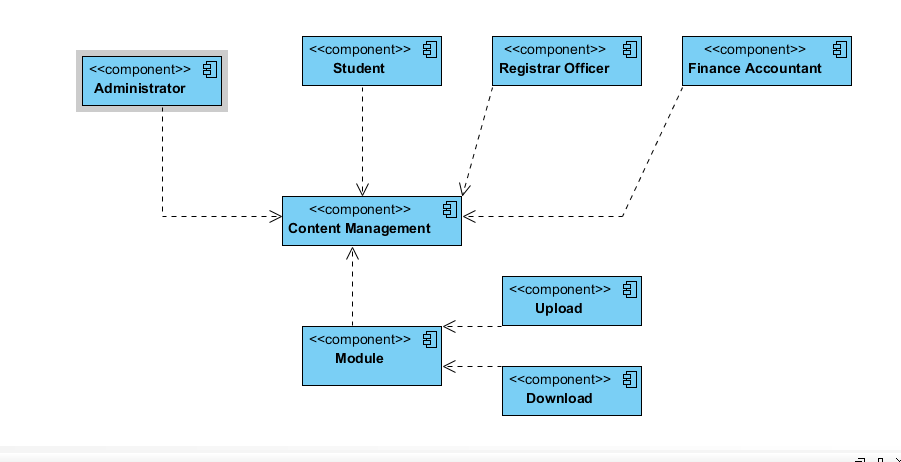 <<component>>
Administrator
<<component>>
Student
<<component>>
Registrar Officer
<<component>>
Finance Accountant
<<component>>
Content Management
<<component>>
Upload
<<component>>
Module
<<component>>
Download